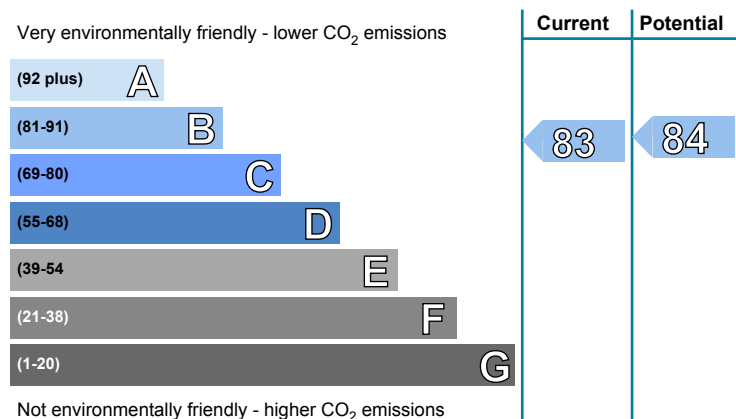 Very environmentally friendly - lower CO2 emissions
Current
Potential
(92 plus) A
(81-91) B
83
84
(69-80) C
(55-68) D
(39-54 E
(21-38) F
(1-20) G
Not environmentally friendly - higher CO2 emissions